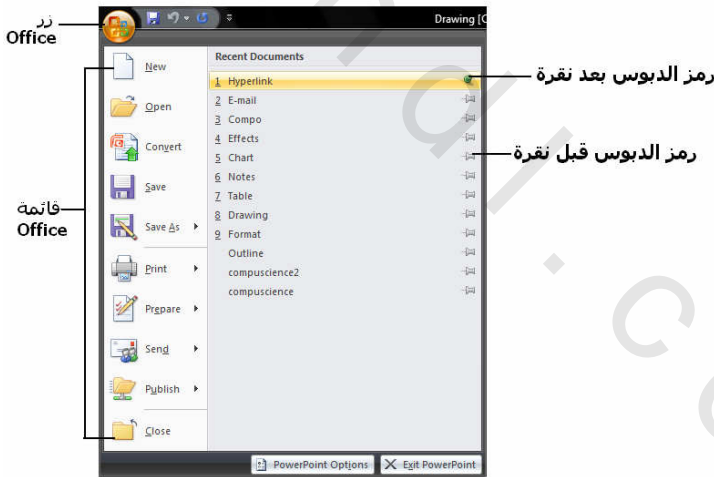 زر
Office
Drawing [C
New
Open
Convert
Save
Save As
Print
Prepare
Send
Publish
Close
Recent Documents
1 Hyperlink
2 E-mail
3 Compo
4 Effects
5 Chart
6 Notes
7 Table
8 Drawing
9 Format
Outline
compuscience2
compuscience
PowerPoint Options
Exit PowerPoint
رمز الدبوس بعد نقرة
رمز الدبوس قبل نقرة
قائمة
Office